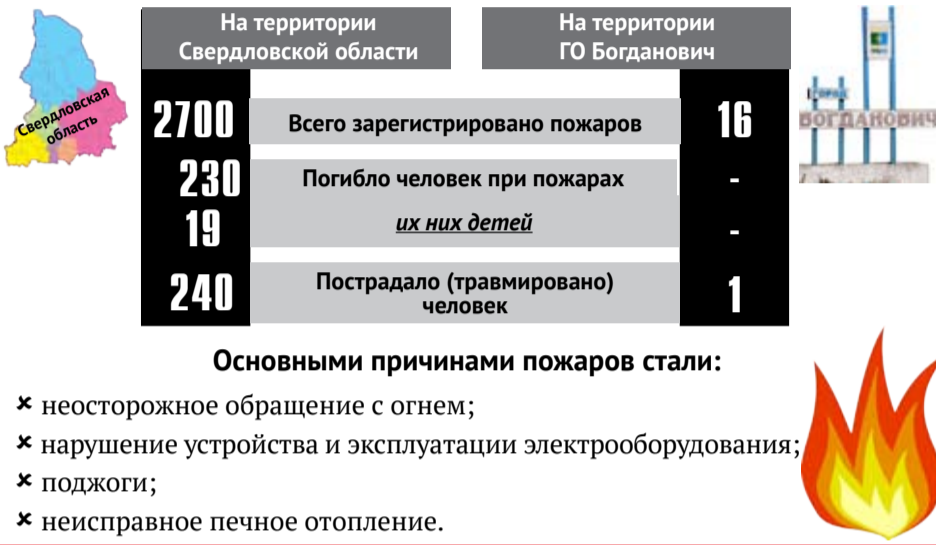 На территории
Свердловской области
На территории
ГО Богданович
Свердловская
область
2700 Всего зарегистрировано пожаров 16
230 Погибло человек при пожарах -
19 их них детей -
240 Пострадало (травмировано)
человек 1
БОГДАНОВИЧ
Основными причинами пожаров стали:
✘ неосторожное обращение с огнем;
✘ нарушение устройства и эксплуатации электрооборудования;
✘ поджоги;
✘ неисправное печное отопление.